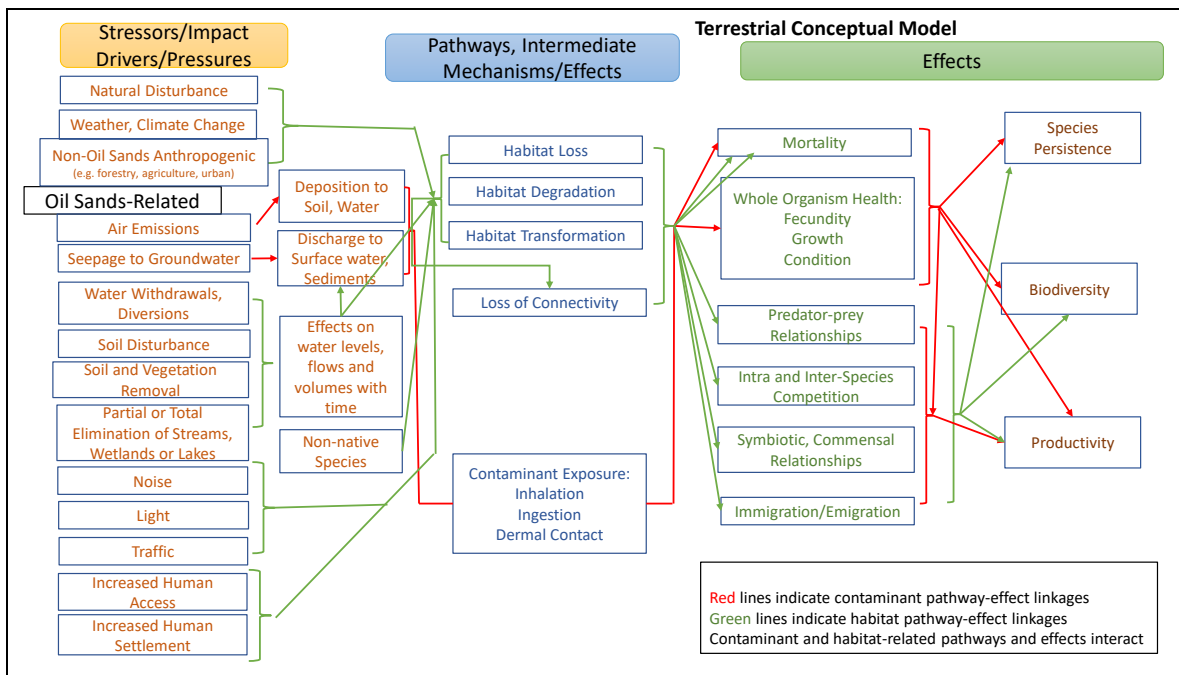 Terrestrial Conceptual Model
Stressors/Impact
Drivers/Pressures
Pathways, Intermediate
Mechanisms/Effects
Effects
Natural Disturbance
Weather, Climate Change
Non-Oil Sands Anthropogenic
(e.g. forestry, agriculture, urban)
Oil Sands-Related
Air Emissions
Seepage to Groundwater
Water Withdrawals,
Diversions
Soil Disturbance
Soil and Vegetation
Removal
Partial or Total
Elimination of Streams,
Wetlands or Lakes
Noise
Light
Traffic
Increased Human
Access
Increased Human
Settlement
Deposition to
Soil, Water
Discharge to
Surface water,
Sediments
Effects on
water levels,
flows and
volumes with
time
Non-native
Species
Habitat Loss
Habitat Degradation
Habitat Transformation
Loss of Connectivity
Contaminant Exposure:
Inhalation
Ingestion
Dermal Contact
Mortality
Whole Organism Health:
Fecundity
Growth
Condition
Predator-prey
Relationships
Intra and Inter-Species
Competition
Symbiotic, Commensal
Relationships
Immigration/Emigration
Species
Persistence
Biodiversity
Productivity
Red lines indicate contaminant pathway-effect linkages
Green lines indicate habitat pathway-effect linkages
Contaminant and habitat-related pathways and effects interact